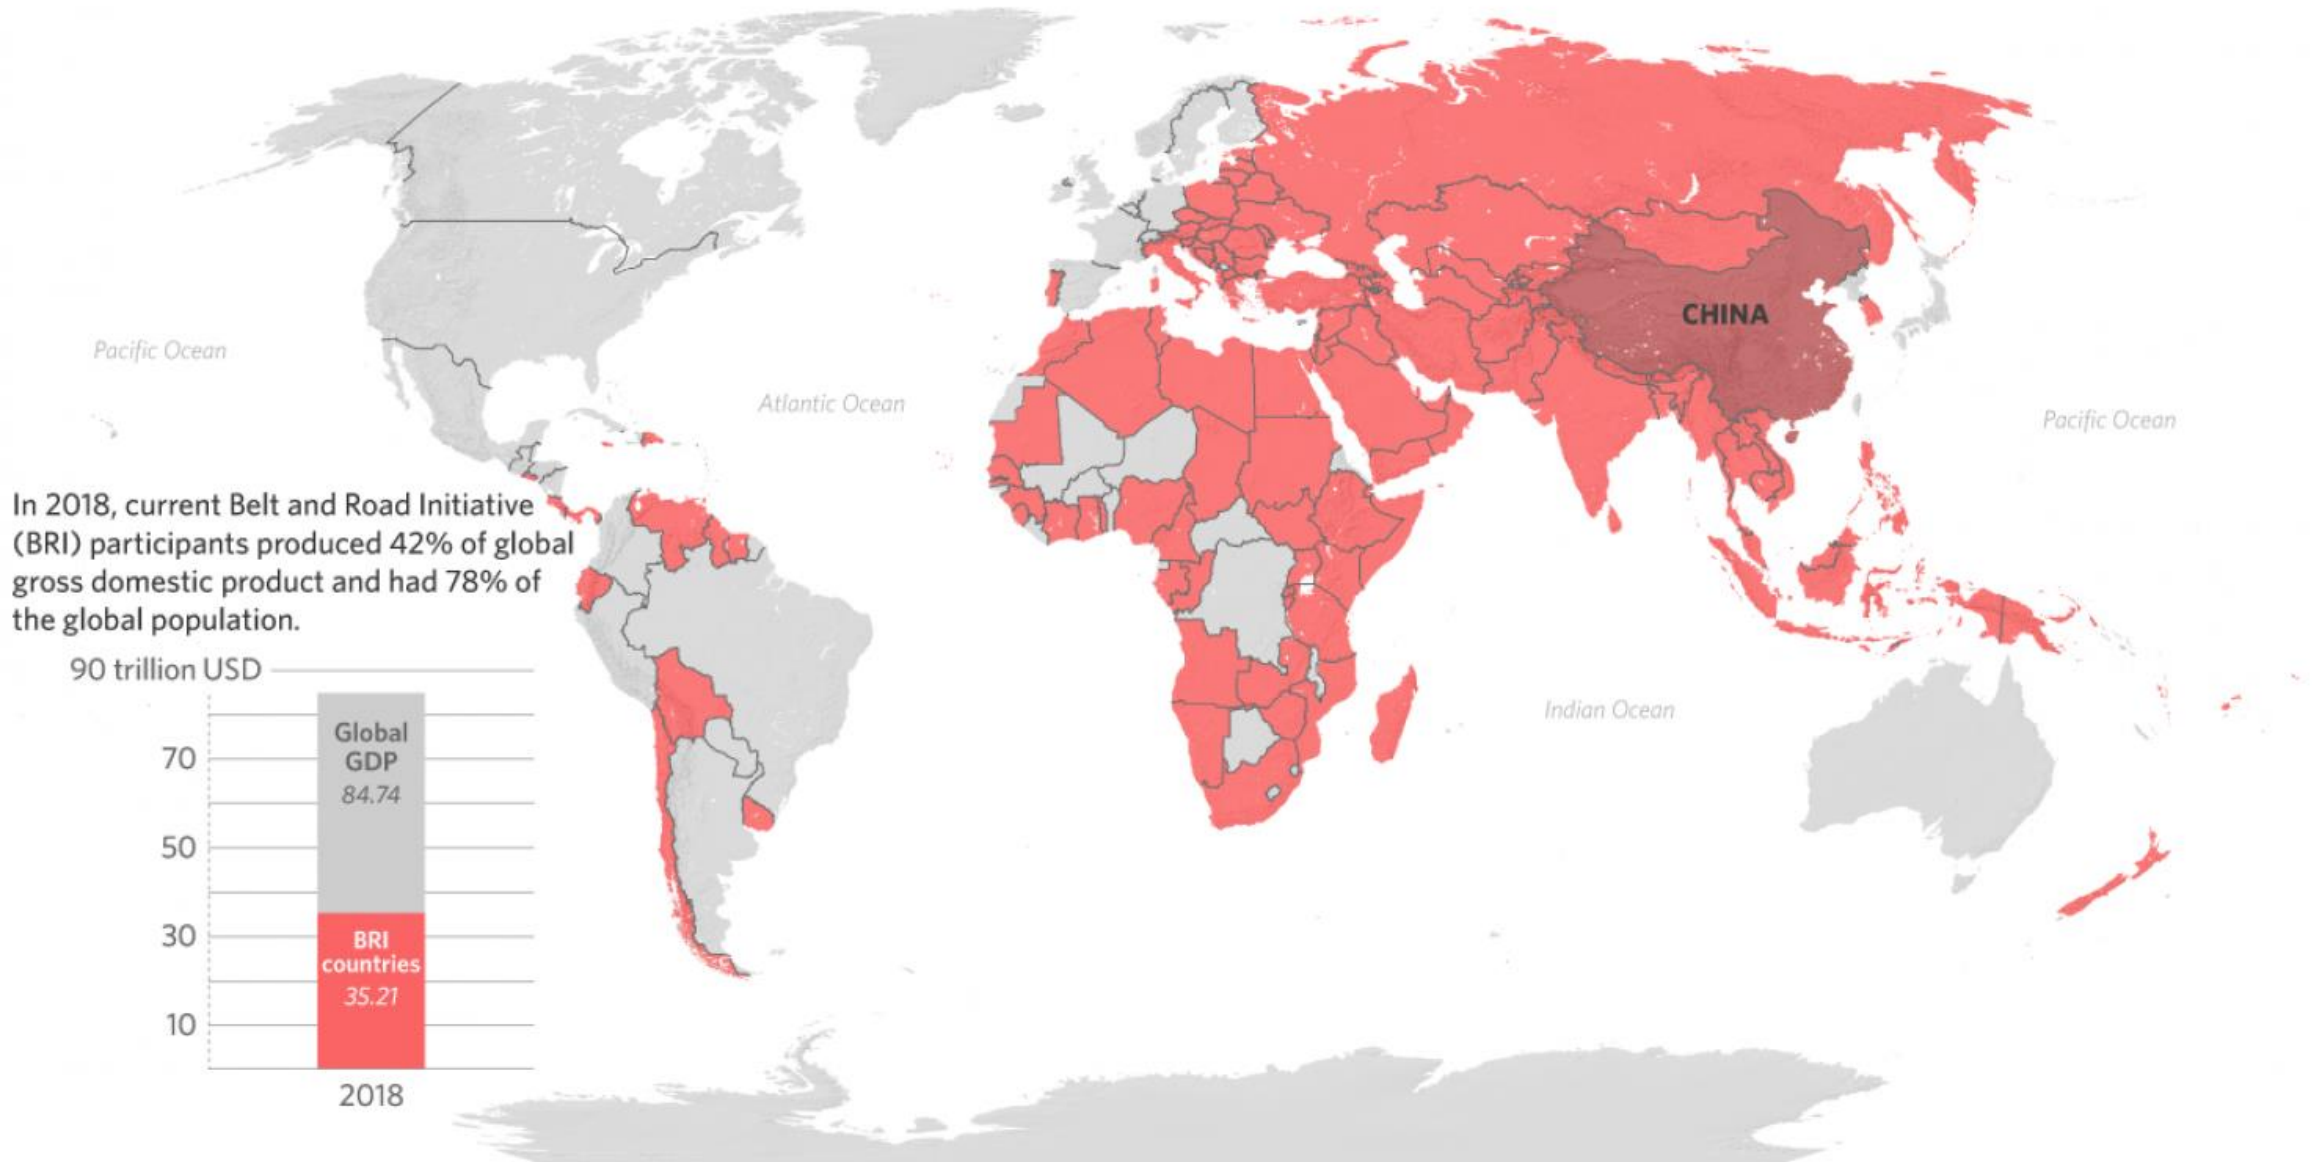 Pacific Ocean
Atlantic Ocean
CHINA
Pacific Ocean
Indian Ocean
In 2018, current Belt and Road Initiative
(BRI) participants produced 42% of global
gross domestic product and had 78% of
the global population.
90 trillion USD
70
50
30
10
Global
GDP
84.74
BRI
countries
35.21
2018